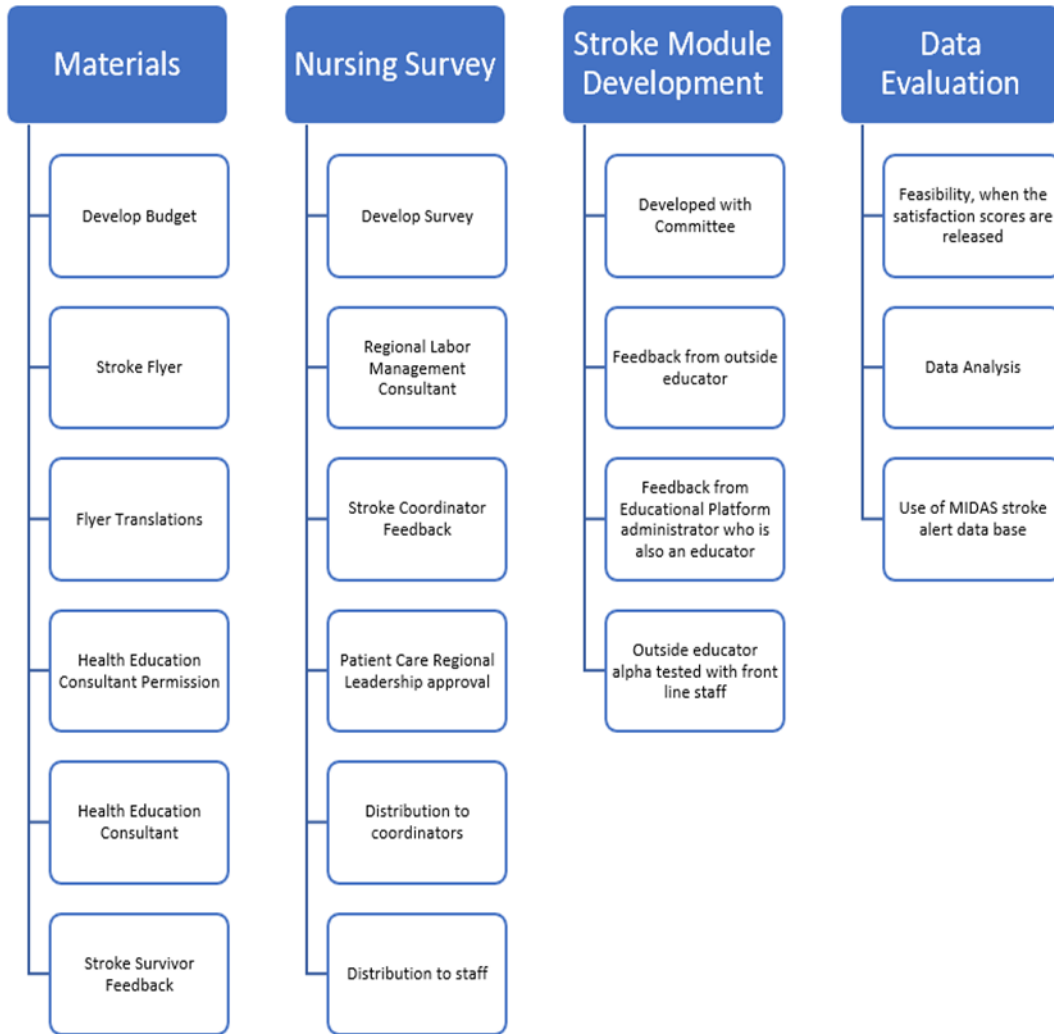 Materials
Develop Budget
Stroke Flyer
Flyer Translations
Health Education
Consultant Permission
Health Education
Consultant
Stroke Survivor
Feedback
Nursing Survey
Develop Survey
Regional Labor
Management
Consultant
Stroke Coordinator
Feedback
Patient Care Regional
Leadership approval
Distribution to
coordinators
Distribution to staff
Stroke Module
Development
Developed with
Committee
Feedback from outside
educator
Feedback from
Educational Platform
administrator who is
also an educator
Outside educator
alpha tested with front
line staff
Data
Evaluation
Feasibility, when the
satisfaction scores are
released
Data Analysis
Use of MIDAS stroke
alert data base